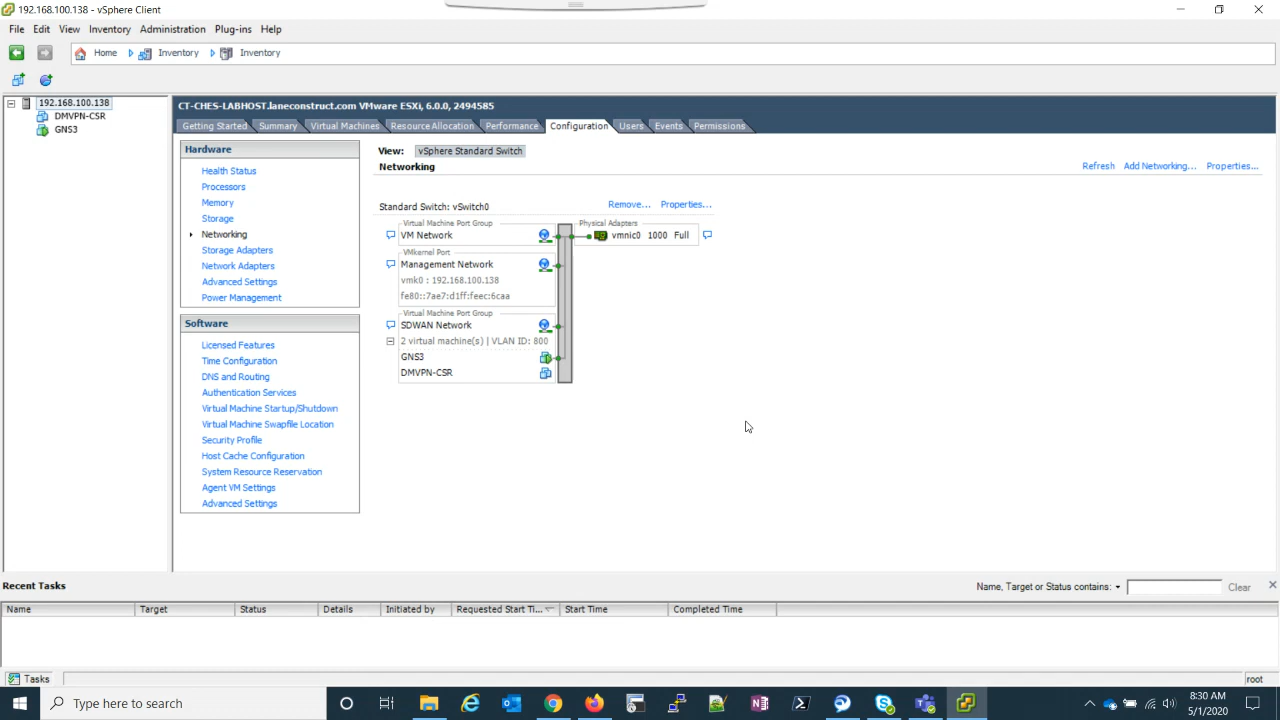 192.168.100.138 - vSphere Client
File Edit View Inventory Administration Plug-ins Help
Home Inventory Inventory
192.168.100.138
DMVPN-CSR
GNS3
CT-CHES-LABHOST.laneconstruct.com VMware ESXi, 6.0.0, 2494585
Getting Started Summary Virtual Machines Resource Allocation Performance Configuration Users Events Permissions
Hardware
Health Status
Processors
Memory
Storage
Networking
Storage Adapters
Network Adapters
Advanced Settings
Power Management
Software
Licensed Features
Time Configuration
DNS and Routing
Authentication Services
Virtual Machine Startup/Shutdown
Virtual Machine Swapfile Location
Security Profile
Host Cache Configuration
System Resource Reservation
Agent VM Settings
Advanced Settings
View: vSphere Standard Switch
Networking
Refresh Add Networking... Properties...
Standard Switch: vSwitch0 Remove... Properties...
Virtual Machine Port Group
VM Network
Physical Adapters
vmnic0 1000 Full
VMkernel Port
Management Network
vmk0 : 192.168.100.138
fe80::7ae7:d1ff:feec:6caa
Virtual Machine Port Group
SDWAN Network
2 virtual machine(s) | VLAN ID: 800
GNS3
DMVPN-CSR
Recent Tasks
Name, Target or Status contains: Clear
Name Target Status Details Initiated by Requested Start Ti... Start Time Completed Time
Tasks
root
Type here to search
8:30 AM
5/1/2020